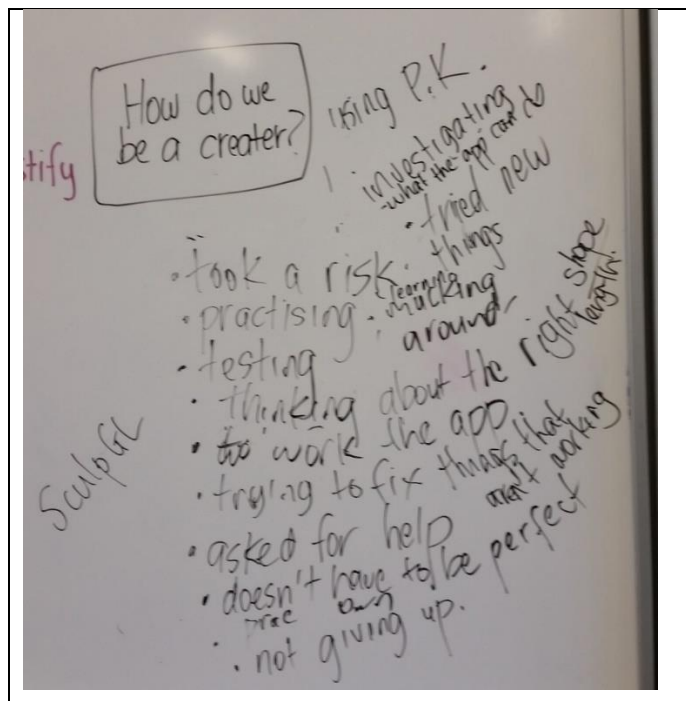 How do we
be a creater?
tify
using P.K.
investigating
-what the app can do
• tried new
things
• took a risk.
• practising
• learning
mucking
around
• testing
• thinking about the right shape
length.
• work the app
• trying to fix things that
aren't working
SculpGL
• asked for help
• doesn't have to be perfect
own
• not giving up.